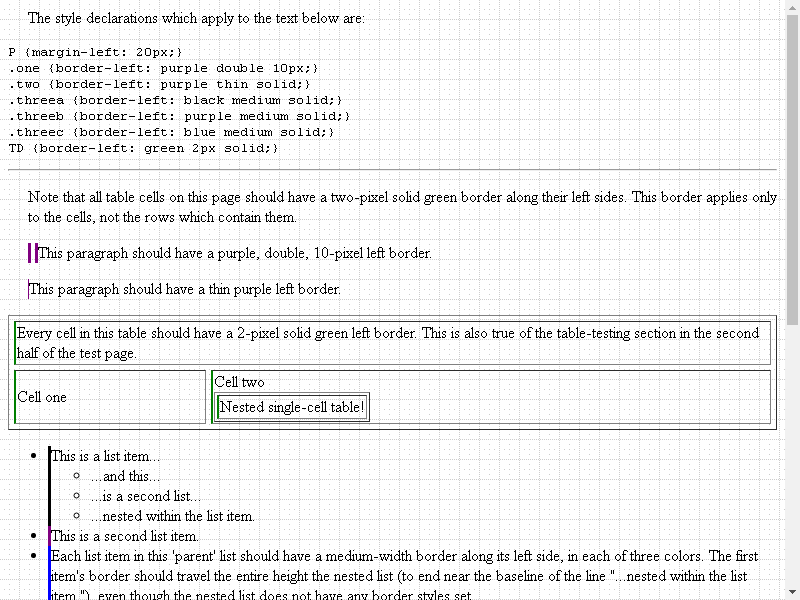 The style declarations which apply to the text below are:
P {margin-left: 20px;}
.one {border-left: purple double 10px;}
.two {border-left: purple thin solid;}
.threea {border-left: black medium solid;}
.threeb {border-left: purple medium solid;}
.threec {border-left: blue medium solid;}
TD {border-left: green 2px solid;}
Note that all table cells on this page should have a two-pixel solid green border along their left sides. This border applies only
to the cells, not the rows which contain them.
This paragraph should have a purple, double, 10-pixel left border.
This paragraph should have a thin purple left border.
Every cell in this table should have a 2-pixel solid green left border. This is also true of the table-testing section in the second
half of the test page.
Cell one
Cell two
Nested single-cell table!
This is a list item...
...and this...
...is a second list...
...nested within the list item.
This is a second list item.
Each list item in this 'parent' list should have a medium-width border along its left side, in each of three colors. The first
item's border should travel the entire height the nested list (to end near the baseline of the line "...nested within the list
item."), even though the nested list does not have any border styles set.